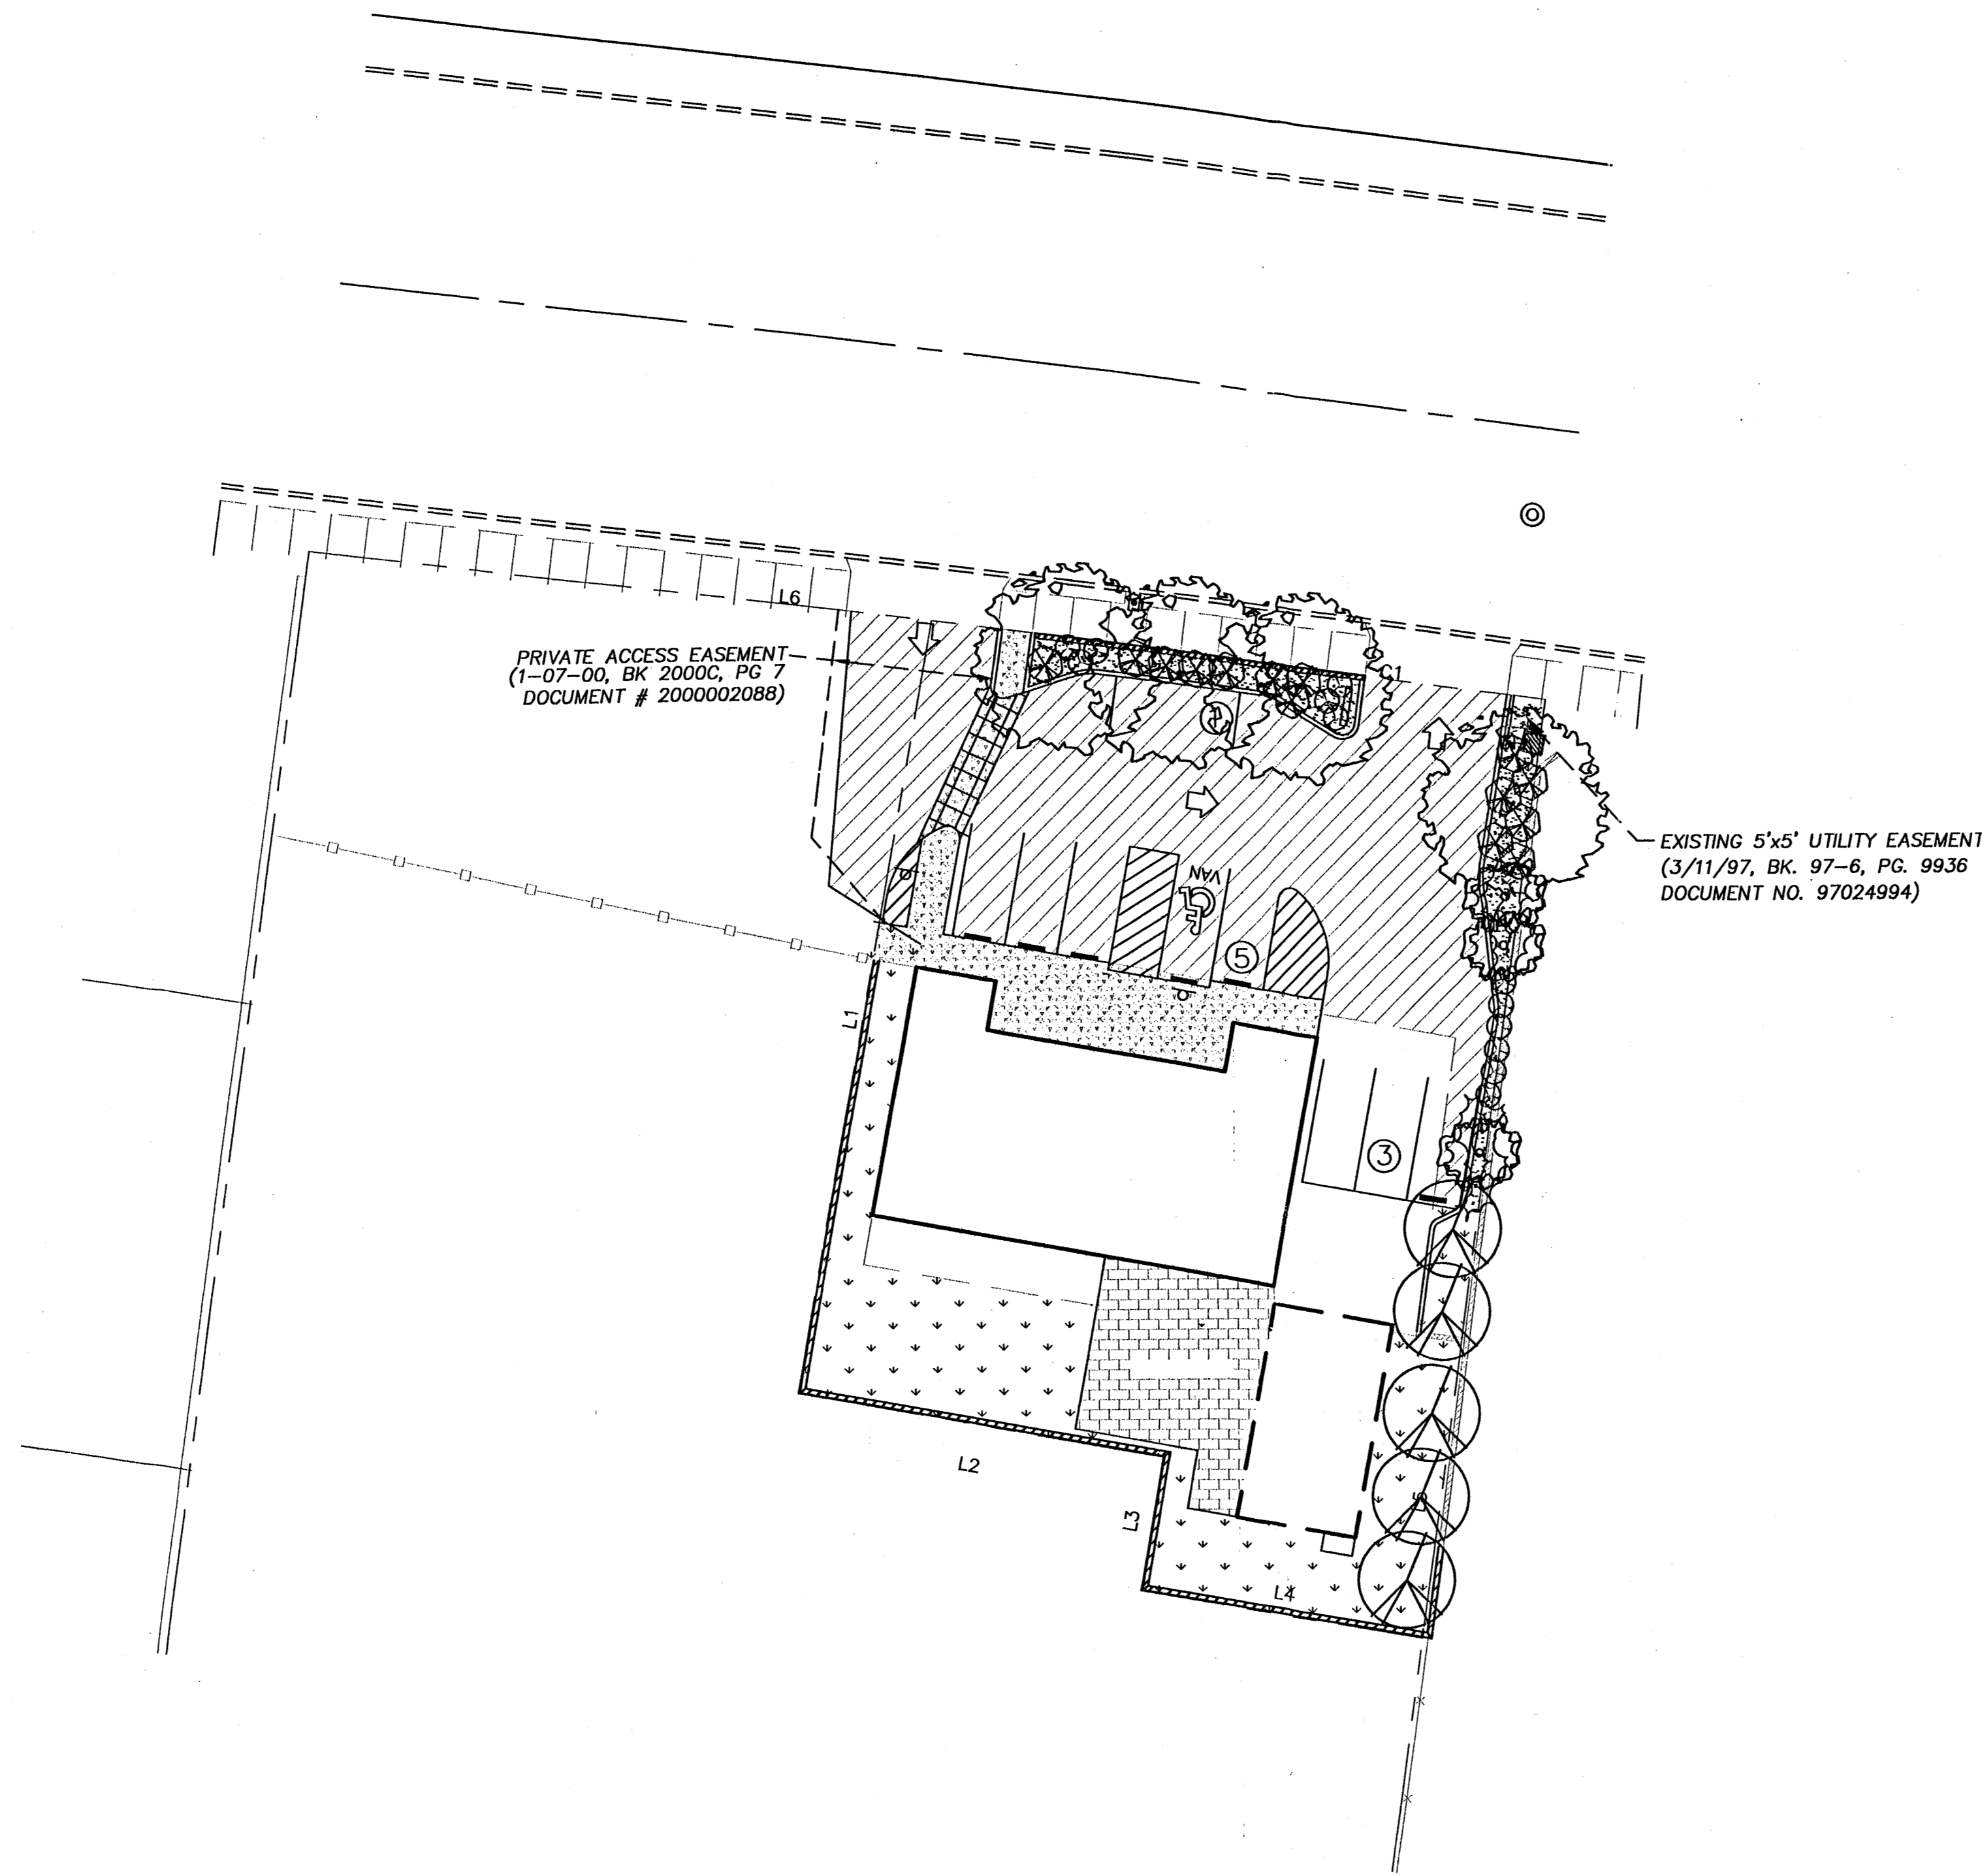 L6
PRIVATE ACCESS EASEMENT
(1-07-00, BK 2000C, PG 7
DOCUMENT # 2000002088)
C1
EXISTING 5'x5' UTILITY EASEMENT
(3/11/97, BK. 97-6, PG. 9936
DOCUMENT NO. 97024994)
VAN
5
L1
3
L2
L3
L4